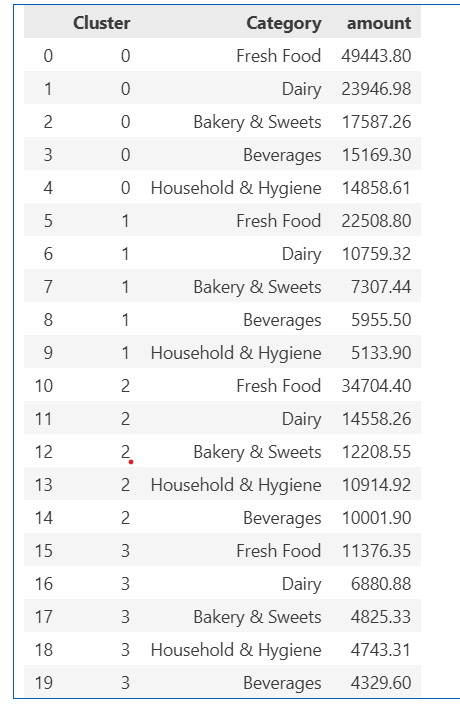 Cluster Category amount
0 0 Fresh Food 49443.80
1 0 Dairy 23946.98
2 0 Bakery & Sweets 17587.26
3 0 Beverages 15169.30
4 0 Household & Hygiene 14858.61
5 1 Fresh Food 22508.80
6 1 Dairy 10759.32
7 1 Bakery & Sweets 7307.44
8 1 Beverages 5955.50
9 1 Household & Hygiene 5133.90
10 2 Fresh Food 34704.40
11 2 Dairy 14558.26
12 2 Bakery & Sweets 12208.55
13 2 Household & Hygiene 10914.92
14 2 Beverages 10001.90
15 3 Fresh Food 11376.35
16 3 Dairy 6880.88
17 3 Bakery & Sweets 4825.33
18 3 Household & Hygiene 4743.31
19 3 Beverages 4329.60